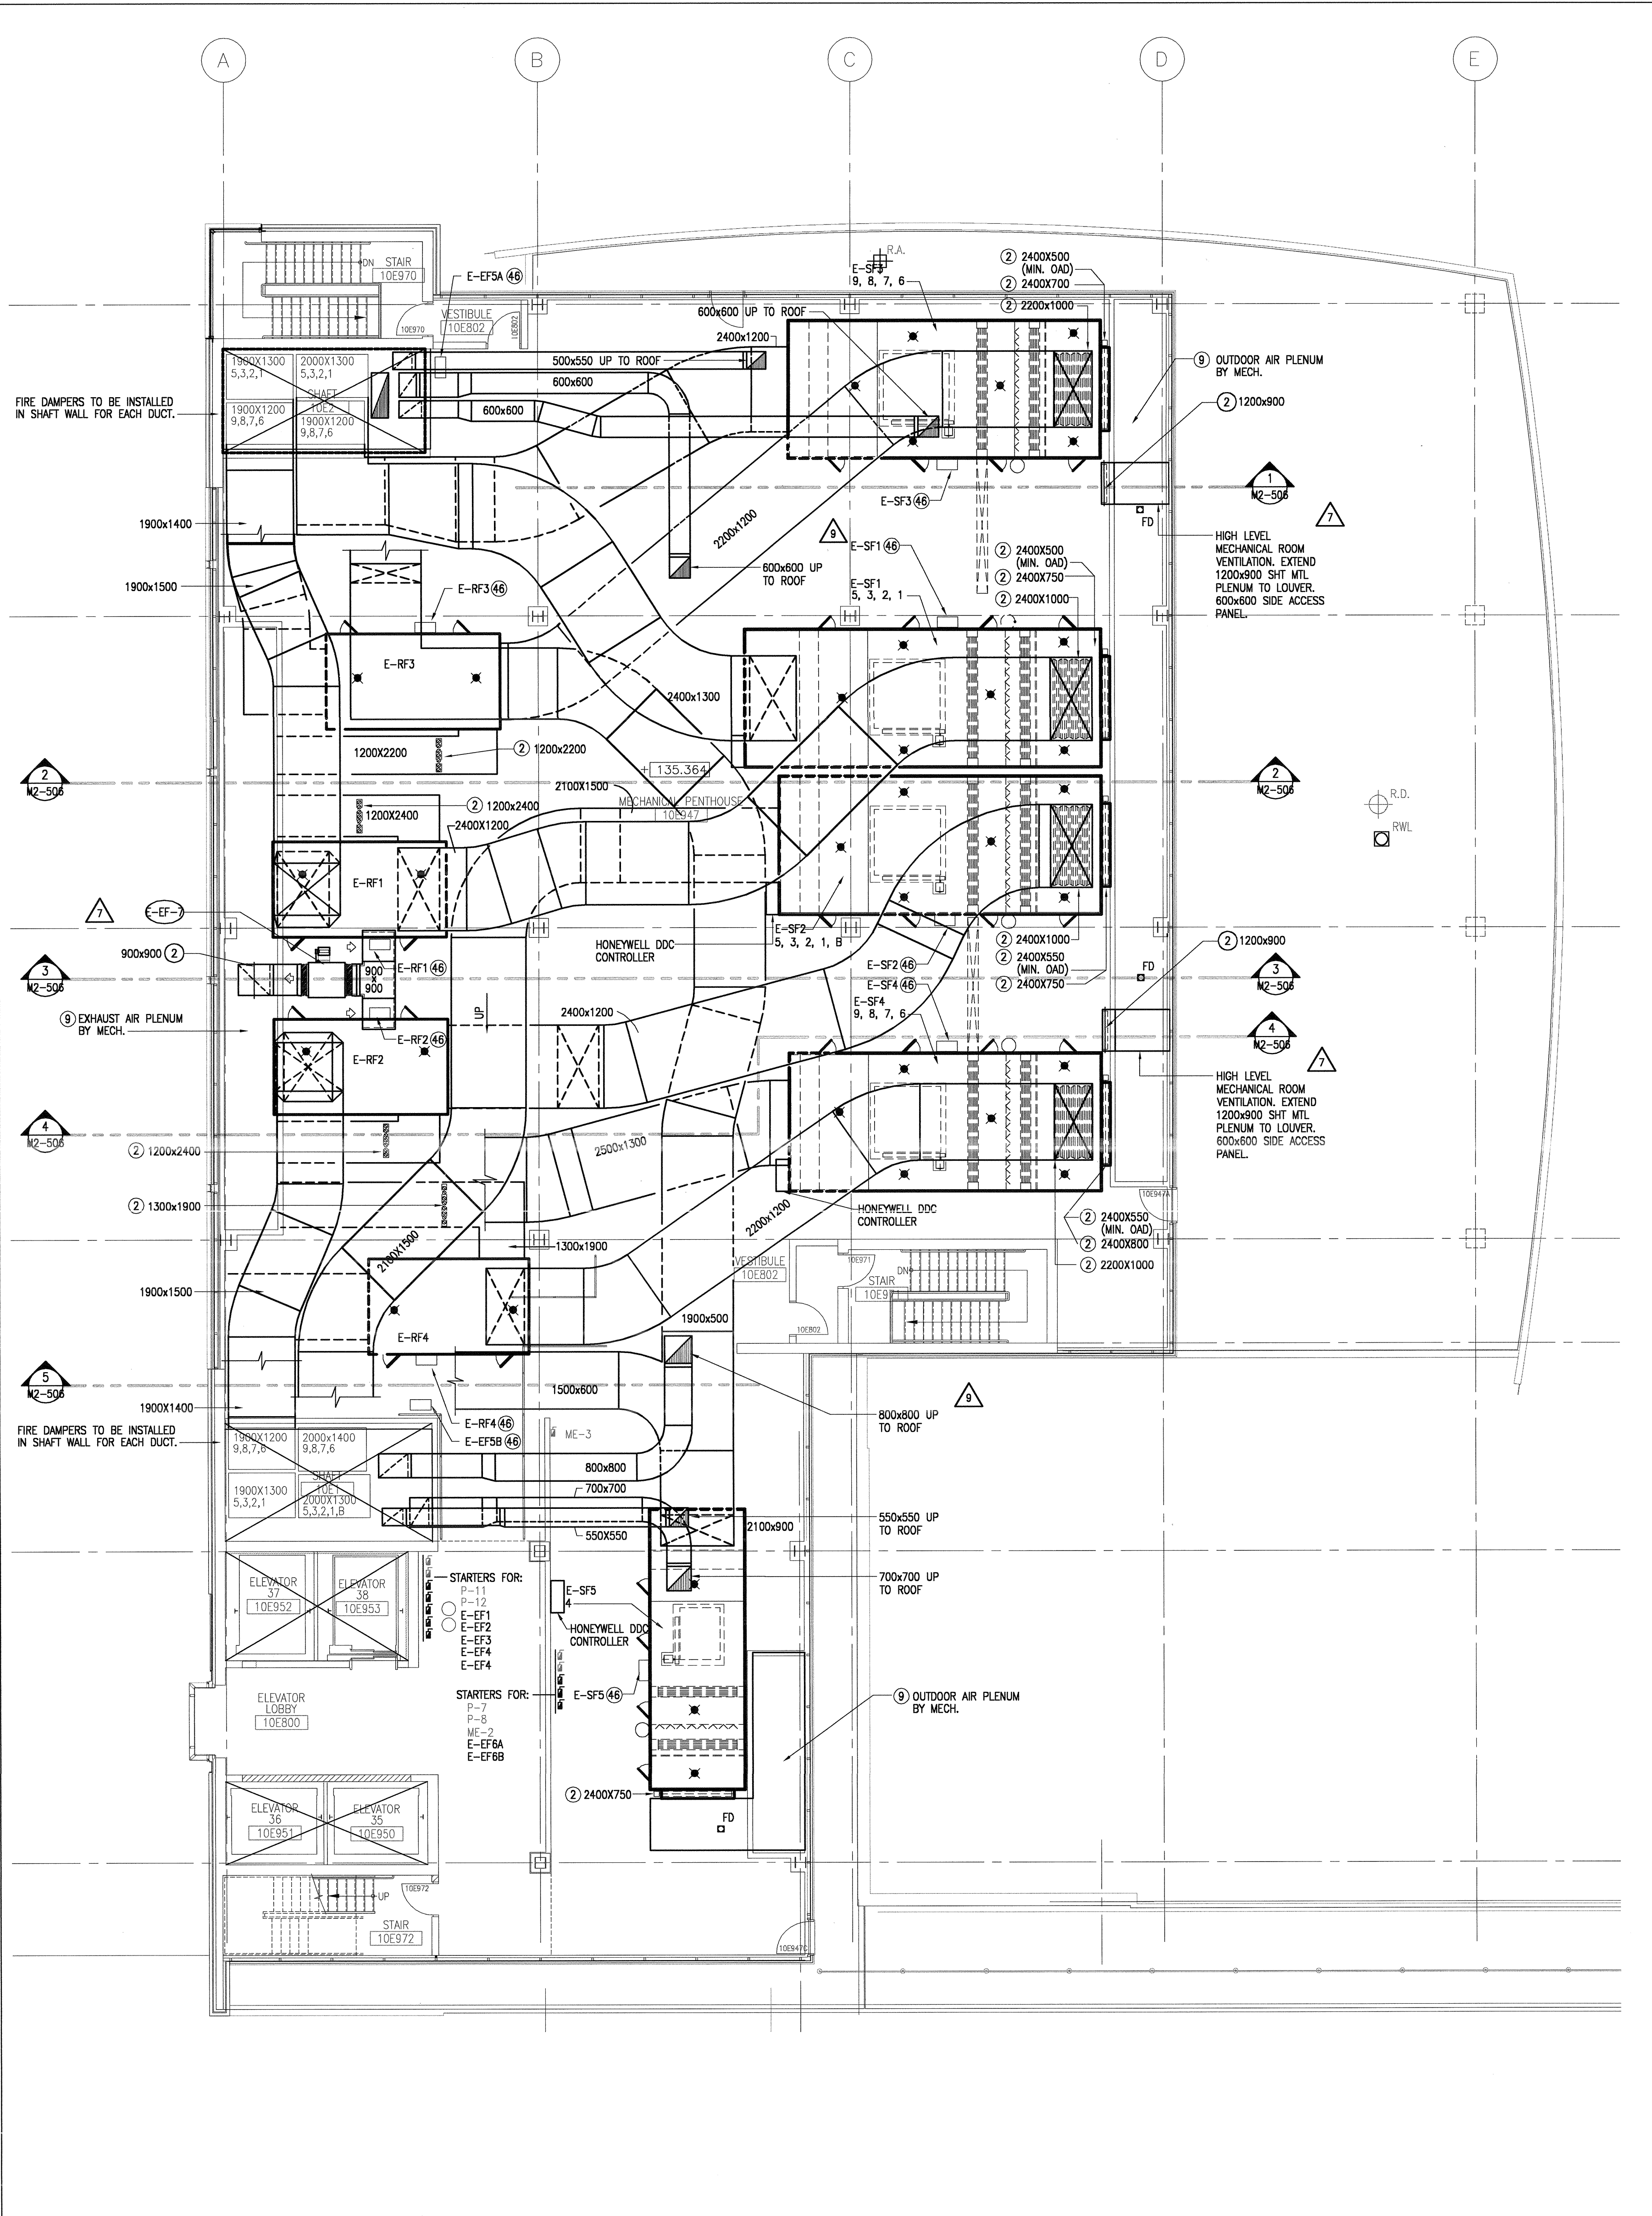 A
B
C
D
E
STAIR
10E970
DN
E-EF5A 46
VESTIBULE
10E802
10E970
10E802
R.A.
E-SF3
9, 8, 7, 6
2 2400X500
(MIN. OAD)
2 2400X700
2 2200x1000
600x600 UP TO ROOF
2400x1200
500x550 UP TO ROOF
600x600
600x600
1900X1300
5,3,2,1
2000X1300
5,3,2,1
SHAFT
10E2
1900X1200
9,8,7,6
1900X1200
9,8,7,6
FIRE DAMPERS TO BE INSTALLED
IN SHAFT WALL FOR EACH DUCT.
9 OUTDOOR AIR PLENUM
BY MECH.
2 1200x900
1
M2-506
E-SF3 46
FD
7
1900x1400
2200x1200
9
E-SF1 46
2 2400X500
(MIN. OAD)
2 2400X750
2 2400X1000
HIGH LEVEL
MECHANICAL ROOM
VENTILATION. EXTEND
1200x900 SHT MTL
PLENUM TO LOUVER.
600x600 SIDE ACCESS
PANEL.
600x600 UP
TO ROOF
E-SF1
5, 3, 2, 1
1900x1500
E-RF3 46
E-RF3
2400x1300
1200X2200
2 1200x2200
2
M2-506
135.364
2
M2-506
2100X1500
MECHANICAL PENTHOUSE
10E947
2 1200x2400
1200X2400
2400X1200
R.D.
RWL
E-RF1
7
E-EF-7
E-SF2
5, 3, 2, 1, B
HONEYWELL DDC
CONTROLLER
2 2400X1000
2 2400X550
(MIN. OAD)
2 2400X750
2 1200x900
900x900 2
3
M2-506
900
x
900
E-RF1 46
E-SF2 46
E-SF4 46
FD
3
M2-506
E-SF4
9, 8, 7, 6
9 EXHAUST AIR PLENUM
BY MECH.
UP
2400x1200
E-RF2 46
E-RF2
4
M2-506
7
HIGH LEVEL
MECHANICAL ROOM
VENTILATION. EXTEND
1200x900 SHT MTL
PLENUM TO LOUVER.
600x600 SIDE ACCESS
PANEL.
4
M2-506
2 1200x2400
2500x1300
2 1300x1900
2200x1200
HONEYWELL DDC
CONTROLLER
10E947A
2 2400X550
(MIN. OAD)
2 2400X800
2 2200X1000
2100X1500
1300x1900
VESTIBULE
10E802
10E971
DN
STAIR
10E971
10E802
1900x1500
E-RF4
1900x500
5
M2-506
1500x600
1900X1400
9
800x800 UP
TO ROOF
E-RF4 46
E-EF5B 46
ME-3
FIRE DAMPERS TO BE INSTALLED
IN SHAFT WALL FOR EACH DUCT.
1900X1200
9,8,7,6
2000x1400
9,8,7,6
SHAFT
10E1
1900X1300
5,3,2,1
2000X1300
5,3,2,1,B
800x800
700x700
550X550
2100x900
550x550 UP
TO ROOF
700x700 UP
TO ROOF
ELEVATOR
37
10E952
ELEVATOR
38
10E953
STARTERS FOR:
P-11
P-12
E-EF1
E-EF2
E-EF3
E-EF4
E-EF4
E-SF5
4
HONEYWELL DDC
CONTROLLER
ELEVATOR
LOBBY
10E800
STARTERS FOR:
P-7
P-8
ME-2
E-EF6A
E-EF6B
E-SF5 46
9 OUTDOOR AIR PLENUM
BY MECH.
2 2400X750
FD
ELEVATOR
36
10E951
ELEVATOR
35
10E950
UP
10E972
STAIR
10E972
10E947C